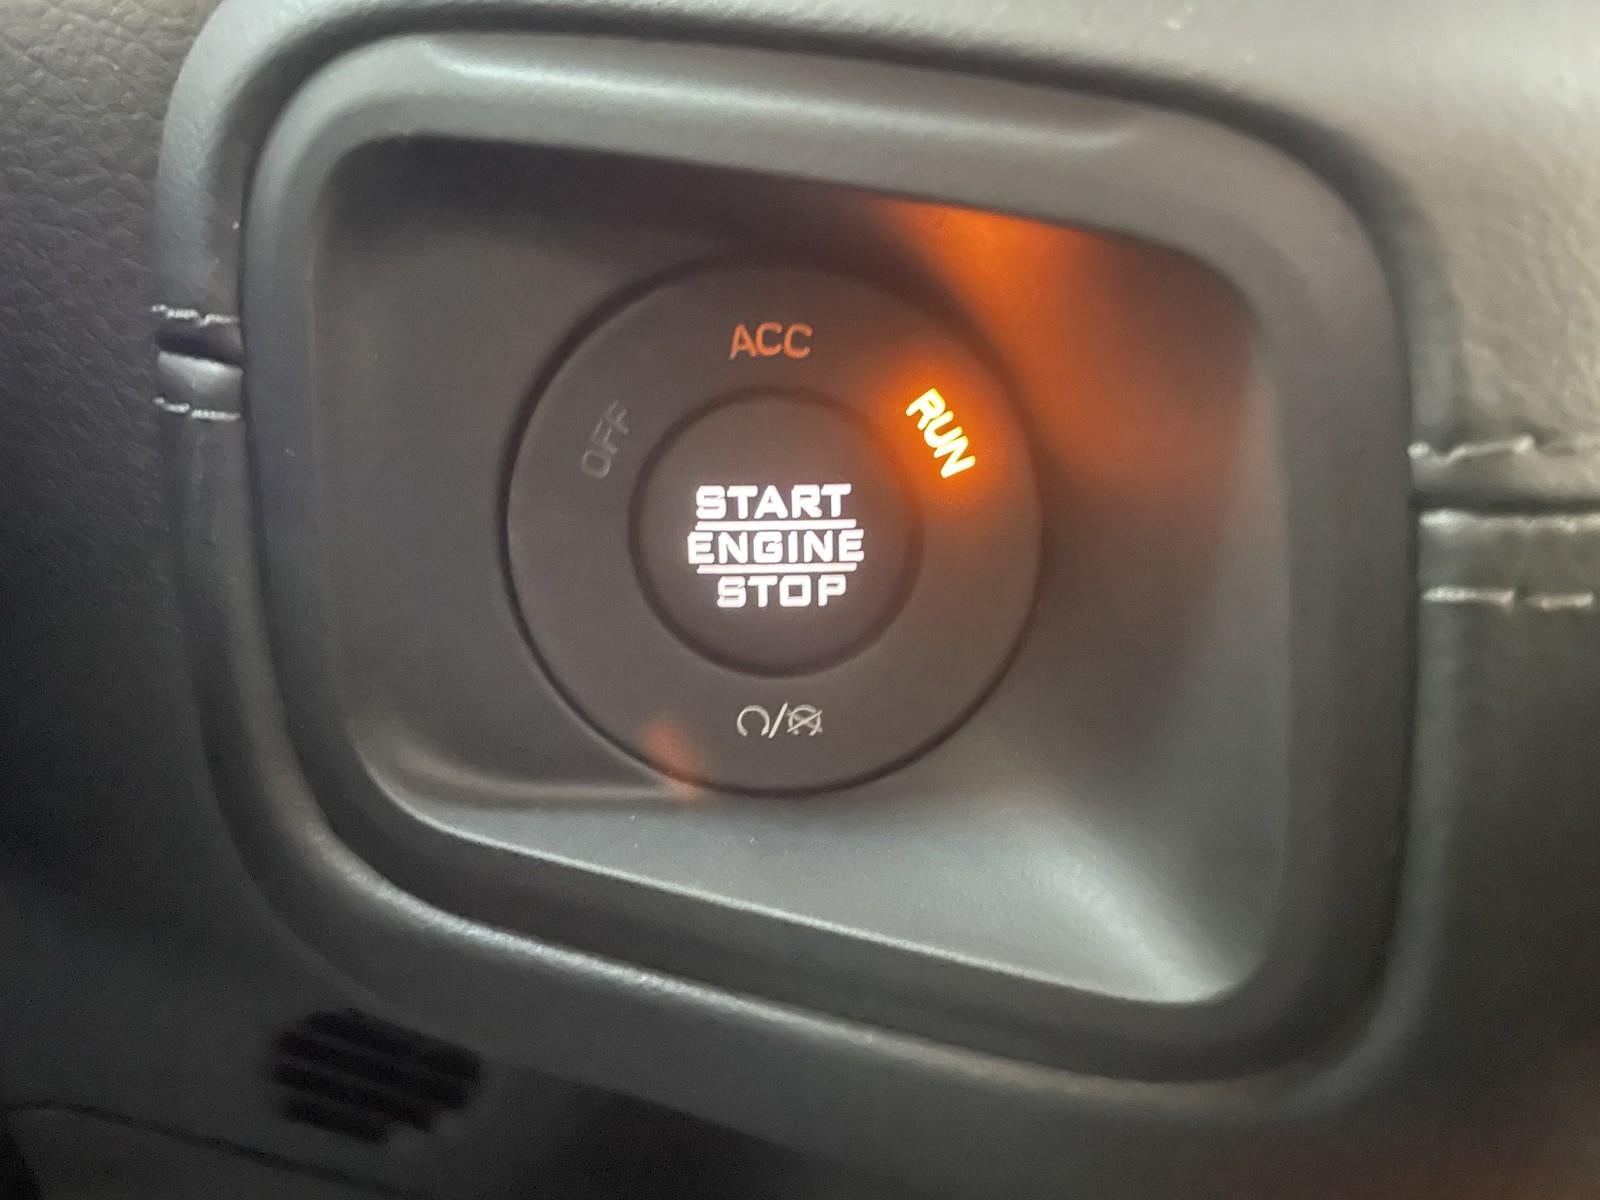 ACC
OFF
RUN
START
ENGINE
STOP